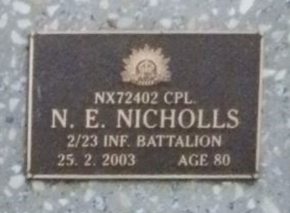 NX72402 CPL.
N. E. NICHOLLS
2/23 INF. BATTALION
25. 2. 2003 AGE 80